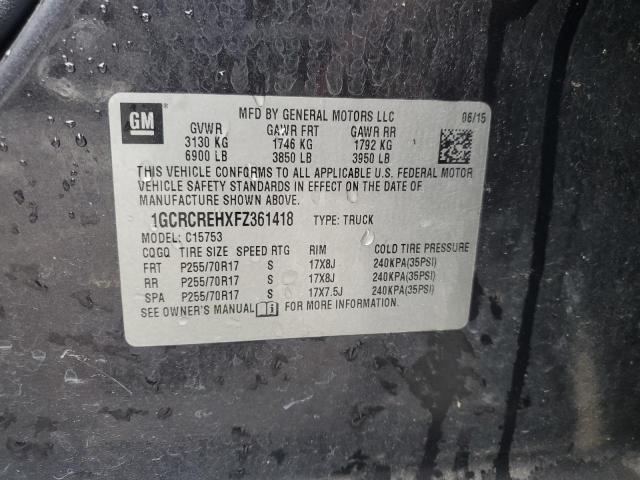 GM ®
MFD BY GENERAL MOTORS LLC 06/15
GVWR GAWR FRT GAWR RR
3130 KG 1746 KG 1792 KG
6900 LB 3850 LB 3950 LB
THIS VEHICLE CONFORMS TO ALL APPLICABLE U.S. FEDERAL MOTOR
VEHICLE SAFETY STANDARDS IN EFFECT ON THE DATE OF
MANUFACTURE SHOWN ABOVE.
1GCRCREHXFZ361418 TYPE: TRUCK
MODEL: C15753
CQGQ TIRE SIZE SPEED RTG RIM COLD TIRE PRESSURE
FRT P255/70R17 S 17X8J 240KPA(35PSI)
RR P255/70R17 S 17X8J 240KPA(35PSI)
SPA P255/70R17 S 17X7.5J 240KPA(35PSI)
SEE OWNER'S MANUAL FOR MORE INFORMATION.